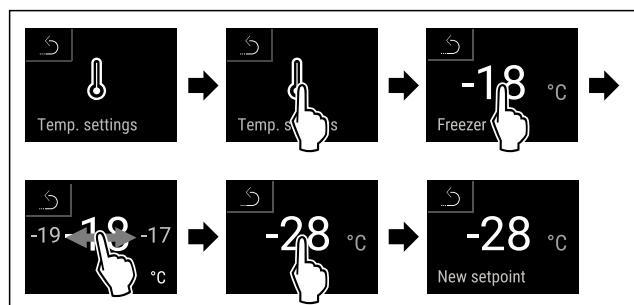 Temp. settings
Temp. s s
-18 °C
Freezer
-19 -18 -17
°C
-28 °C
-28 °C
New setpoint